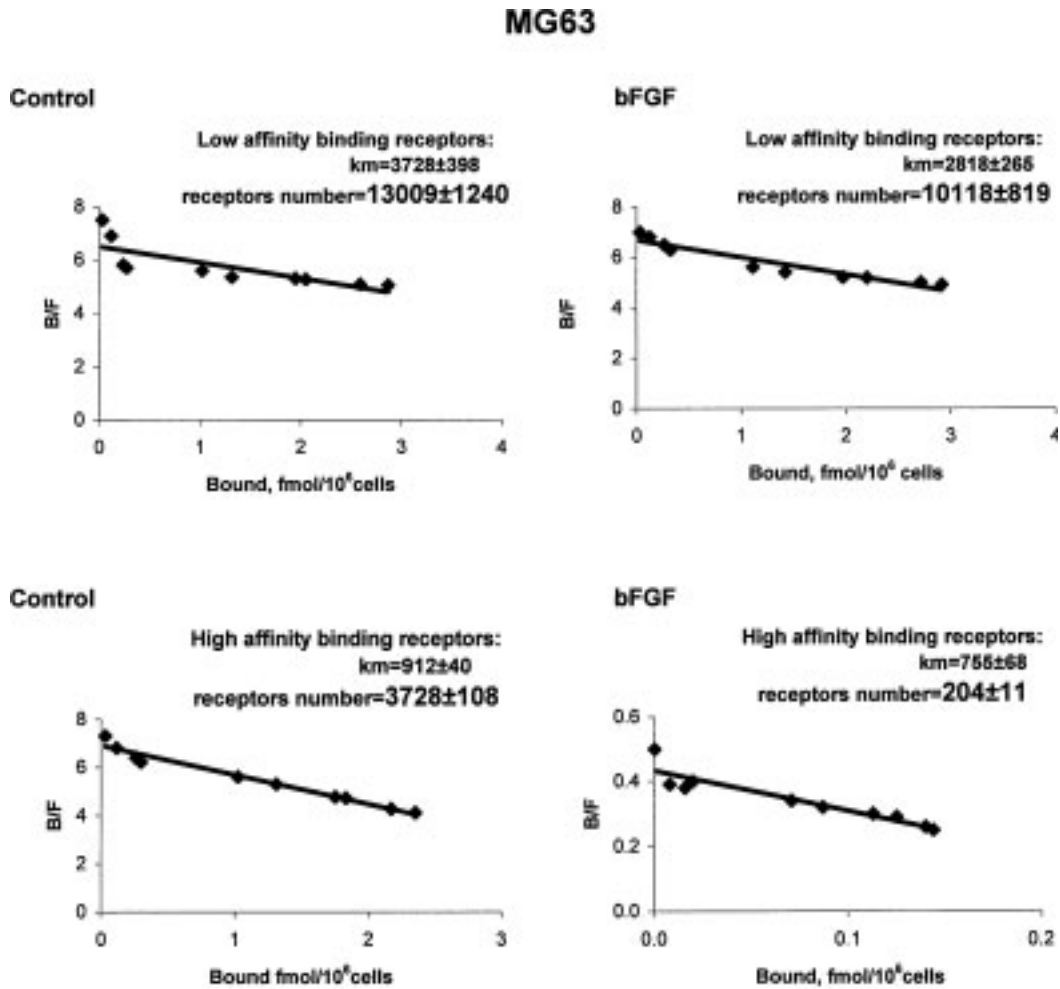 MG63
Control
Low affinity binding receptors:
km=3728±398
receptors number=13009±1240
8
6
4
2
0
B/F
0 1 2 3 4
Bound, fmol/10⁶cells
bFGF
Low affinity binding receptors:
km=2818±265
receptors number=10118±819
8
6
4
2
0
B/F
0 1 2 3 4
Bound, fmol/10⁶ cells
Control
High affinity binding receptors:
km=912±40
receptors number=3728±108
8
6
4
2
0
B/F
0 1 2 3
Bound fmol/10⁶cells
bFGF
High affinity binding receptors:
km=755±68
receptors number=204±11
0.6
0.4
0.2
0.0
B/F
0.0 0.1 0.2
Bound, fmol/10⁶cells